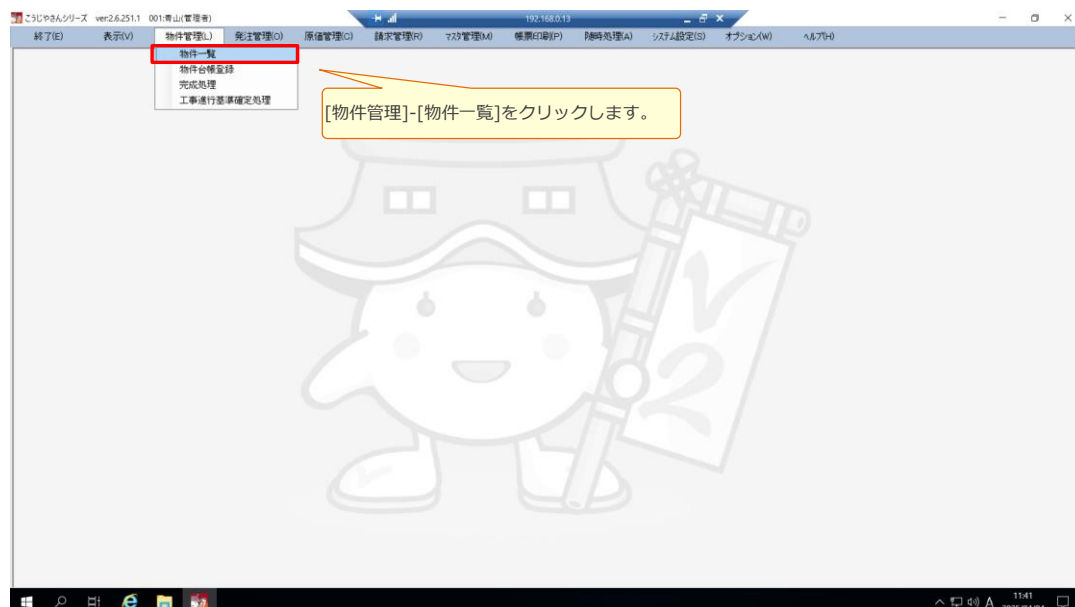 こうじやさんシリーズ ver.2.6.251.1 001:青山(管理者)
192.168.0.13
終了(E) 表示(V) 物件管理(L) 発注管理(O) 原価管理(C) 請求管理(R) マスタ管理(M) 帳票印刷(P) 随時処理(A) システム設定(S) オプション(W) ヘルプ(H)
物件一覧
物件台帳登録
完成処理
工事進行基準確定処理
[物件管理]-[物件一覧]をクリックします。
V
2
A
11:41